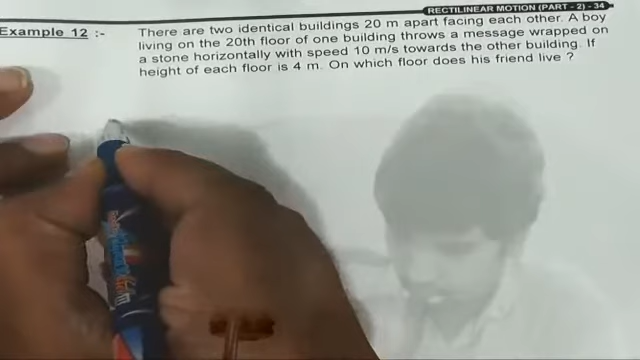 RECTILINEAR MOTION (PART - 2) - 34
Example 12 :- There are two identical buildings 20 m apart facing each other. A boy
living on the 20th floor of one building throws a message wrapped on
a stone horizontally with speed 10 m/s towards the other building. If
height of each floor is 4 m. On which floor does his friend live ?